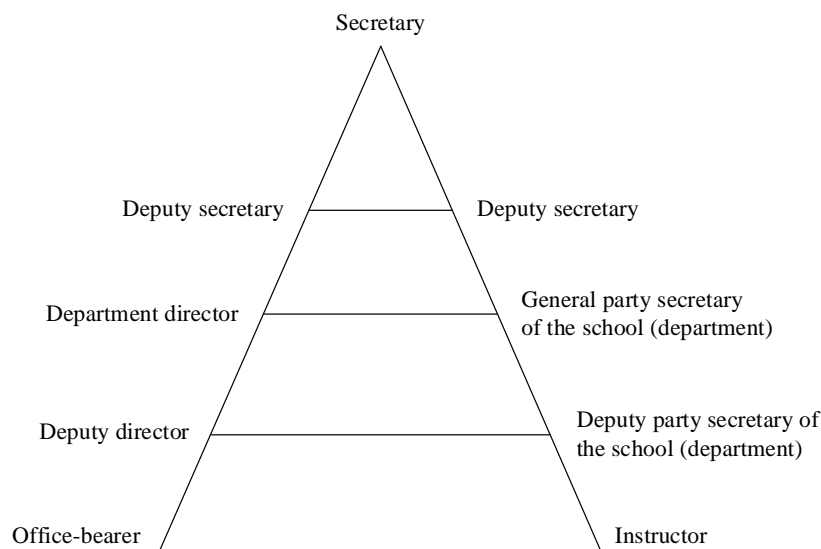 Secretary
Deputy secretary
Deputy secretary
Department director
General party secretary
of the school (department)
Deputy director
Deputy party secretary of
the school (department)
Office-bearer
Instructor